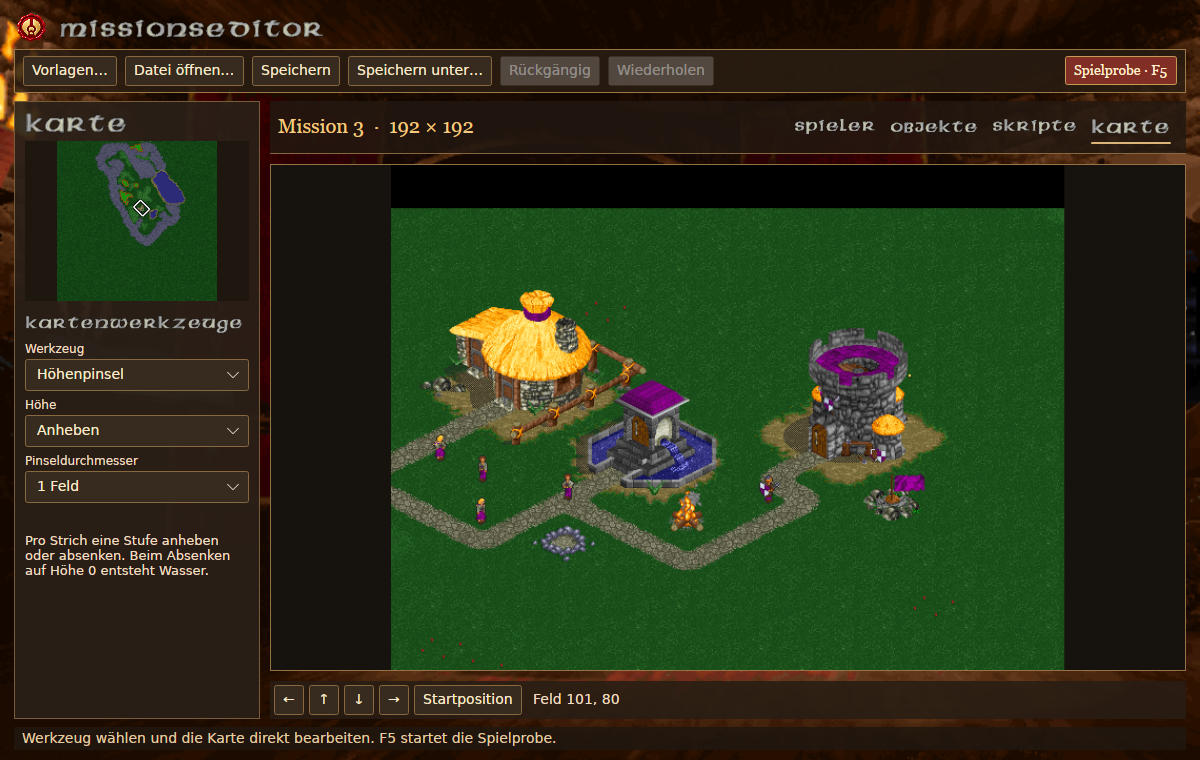 missionseditor
Vorlagen... Datei öffnen... Speichern Speichern unter... Rückgängig Wiederholen Spielprobe · F5
karte
Mission 3 · 192 × 192
spieler objekte skripte karte
kartenwerkzeuge
Werkzeug
Höhenpinsel
Höhe
Anheben
Pinseldurchmesser
1 Feld
Pro Strich eine Stufe anheben
oder absenken. Beim Absenken
auf Höhe 0 entsteht Wasser.
← ↑ ↓ → Startposition Feld 101, 80
Werkzeug wählen und die Karte direkt bearbeiten. F5 startet die Spielprobe.